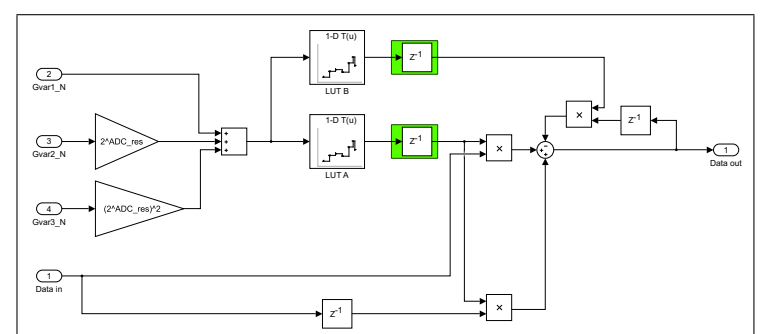 1-D T(u)
Z-1
LUT B
2
Gvar1_N
×
Z-1
3
Gvar2_N
2^ADC_res
+
+
+
1-D T(u)
Z-1
LUT A
×
−
+
+
1
Data out
4
Gvar3_N
(2^ADC_res)^2
1
Data in
Z-1
×